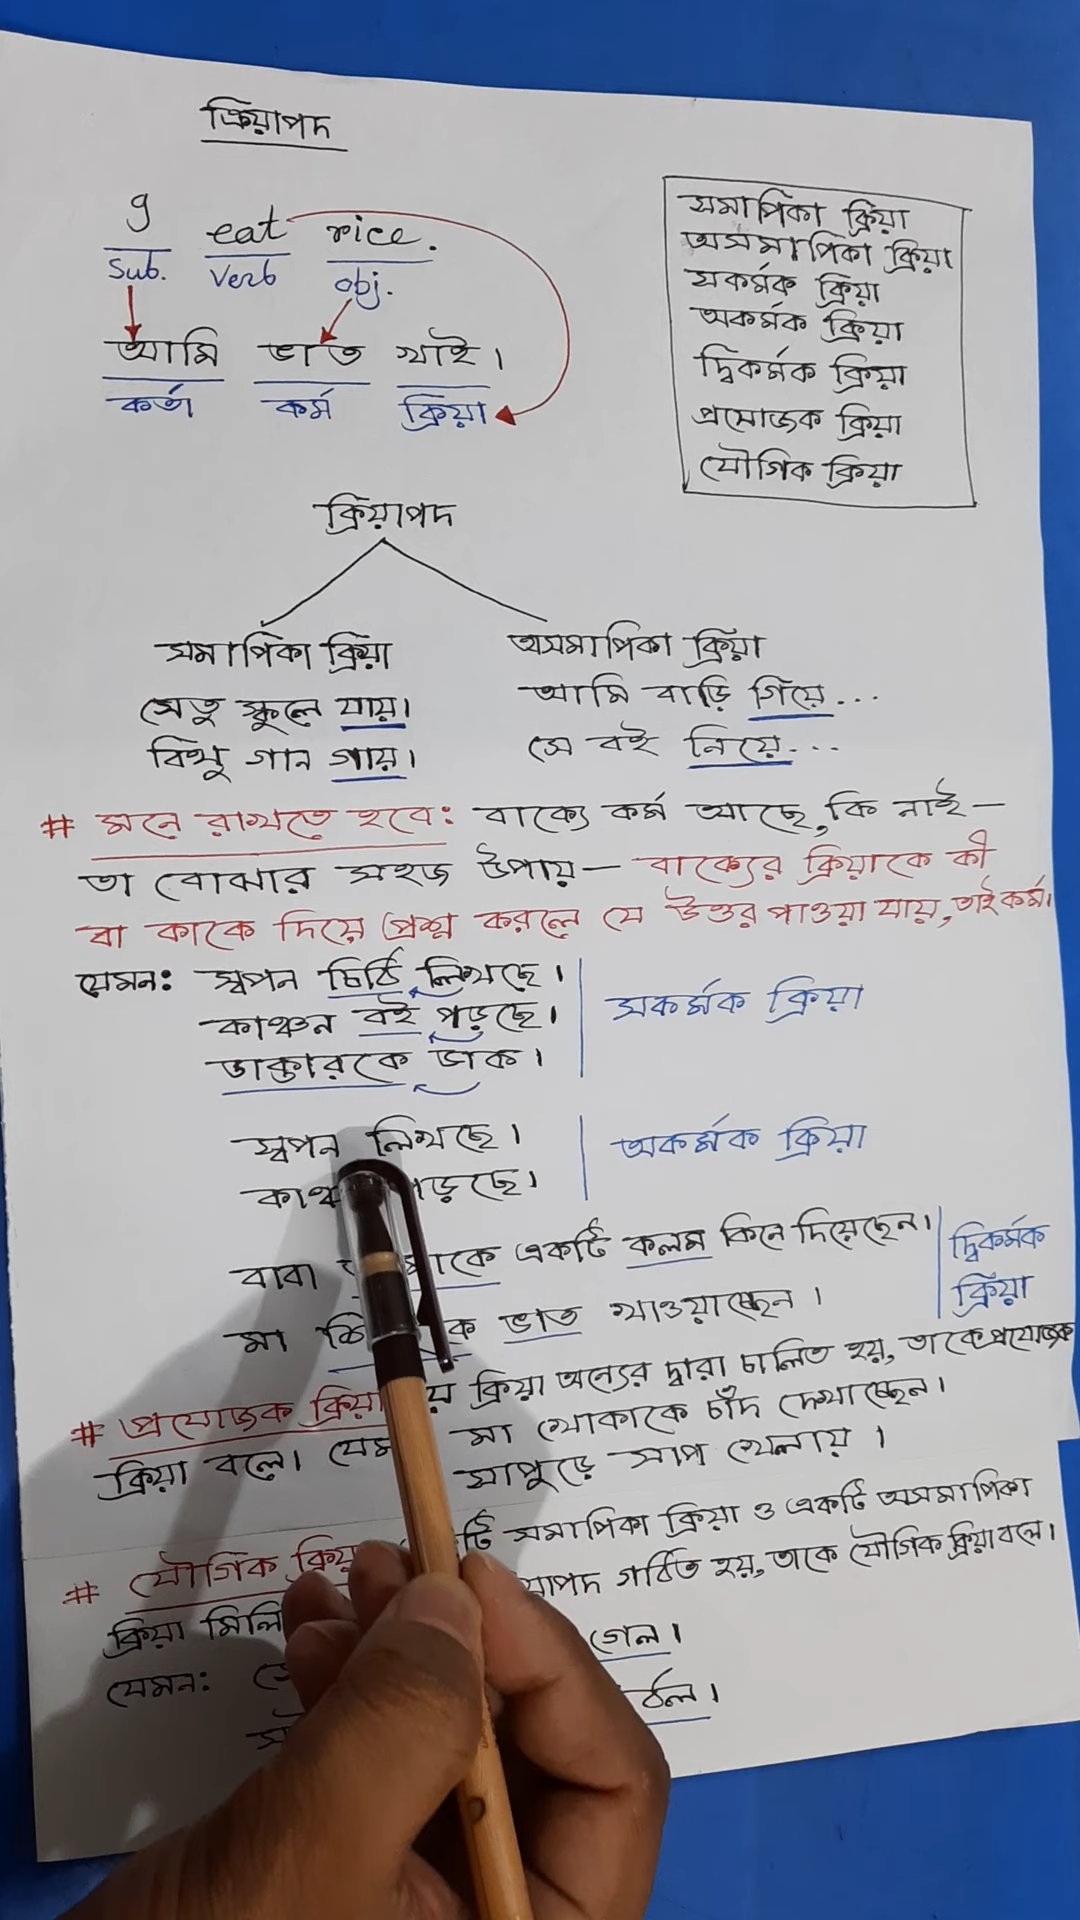 ক্রিয়াপদ
I eat rice.
Sub. Verb obj.
আমি ভাত খাই।
কর্তা কর্ম ক্রিয়া
সমাপিকা ক্রিয়া
অসমাপিকা ক্রিয়া
সকর্মক ক্রিয়া
অকর্মক ক্রিয়া
দ্বিকর্মক ক্রিয়া
প্রযোজক ক্রিয়া
যৌগিক ক্রিয়া
ক্রিয়াপদ
সমাপিকা ক্রিয়া
সেতু স্কুলে যায়।
বিথু গান গায়।
অসমাপিকা ক্রিয়া
আমি বাড়ি গিয়ে...
সে বই নিয়ে...
# মনে রাখতে হবে: বাক্যে কর্ম আছে, কি নাই—
তা বোঝার সহজ উপায়— বাক্যের ক্রিয়াকে কী
বা কাকে দিয়ে প্রশ্ন করলে যে উত্তর পাওয়া যায়, তাই কর্ম।
যেমন: স্বপন চিঠি লিখছে।
কাঞ্চন বই পড়ছে।
ডাক্তারকে ডাক।
সকর্মক ক্রিয়া
স্বপন লিখছে।
পড়ছে।
অকর্মক ক্রিয়া
বাবা একটি কলম কিনে দিয়েছেন।
মা ভাত খাওয়াচ্ছেন।
দ্বিকর্মক
ক্রিয়া
# প্রযোজক ক্রিয়া ক্রিয়া অন্যের দ্বারা চালিত হয়, তাকে প্রযোজক
ক্রিয়া বলে। মা খোকাকে চাঁদ দেখাচ্ছেন।
সাপুড়ে সাপ খেলায়।
# যৌগিক সমাপিকা ক্রিয়া ও একটি অসমাপিকা
ক্রিয়া গঠিত হয়, তাকে যৌগিক ক্রিয়া বলে।
যেমন: গেল।